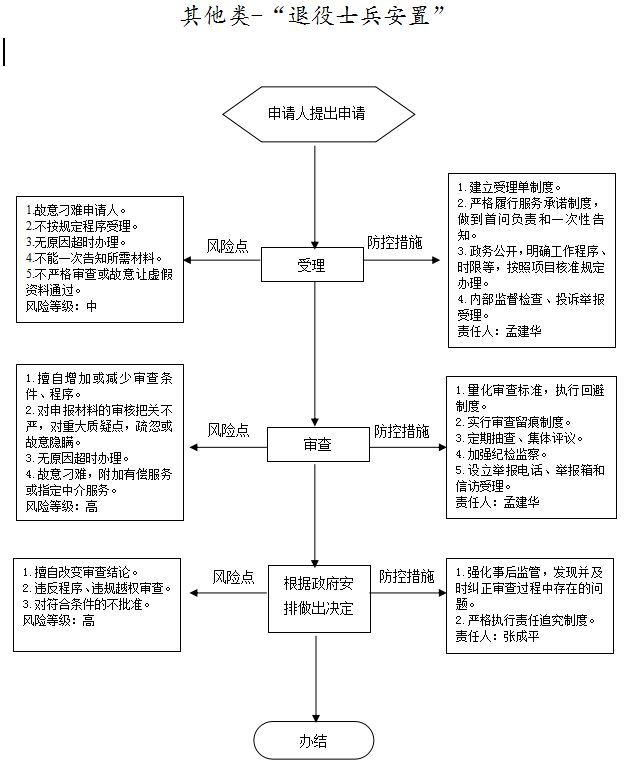 其他类-“退役士兵安置”
申请人提出申请
1.故意刁难申请人。
2.不按规定程序受理。
3.无原因超时办理。
4.不能一次告知所需材料。
5.不严格审查或故意让虚假
资料通过。
风险等级：中
风险点
受理
防控措施
1.建立受理单制度。
2.严格履行服务承诺制度，
做到首问负责和一次性告
知。
3.政务公开，明确工作程序、
时限等，按照项目核准规定
办理。
4.内部监督检查、投诉举报
受理。
责任人：孟建华
1.擅自增加或减少审查条
件、程序。
2.对申报材料的审核把关不
严，对重大质疑点，疏忽或
故意隐瞒。
3.无原因超时办理。
4.故意刁难，附加有偿服务
或指定中介服务。
风险等级：高
风险点
审查
防控措施
1.量化审查标准，执行回避
制度。
2.实行审查留痕制度。
3.定期抽查、集体评议。
4.加强纪检监察。
5.设立举报电话、举报箱和
信访受理。
责任人：孟建华
1.擅自改变审查结论。
2.违反程序、违规越权审查。
3.对符合条件的不批准。
风险等级：高
风险点
根据政府安
排做出决定
防控措施
1.强化事后监管，发现并及
时纠正审查过程中存在的问
题。
2.严格执行责任追究制度。
责任人：张成平
办结